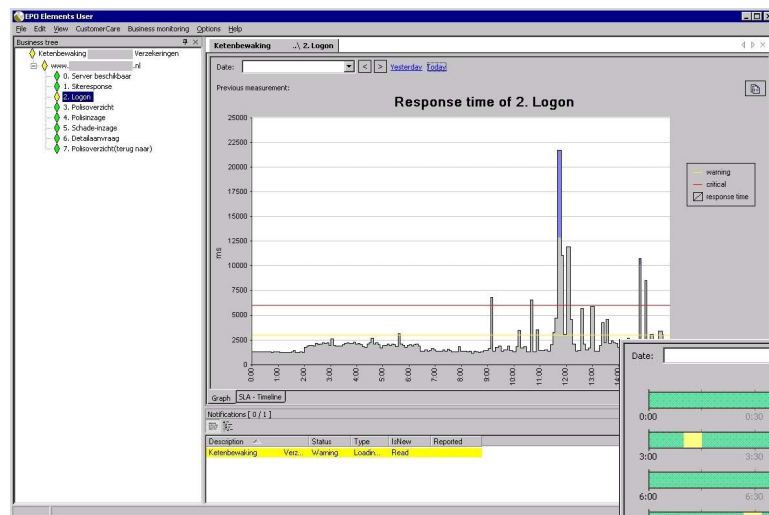 EPO Elements User
File Edit View CustomerCare Business monitoring Options Help
Business tree
Ketenbewaking Verzekeringen
www. .nl
0. Server beschikbaar
1. Siteresponse
2. Logon
3. Polisoverzicht
4. Polisinzage
5. Schade-inzage
6. Detailaanvraag
7. Polisoverzicht(terug naar)
Ketenbewaking ..\ 2. Logon
Date: < > Yesterday Today
Previous measurement:
Response time of 2. Logon
25000
22500
20000
17500
15000
12500
10000
7500
5000
2500
0
ms
0:00 1:00 2:00 3:00 4:00 5:00 6:00 7:00 8:00 9:00 10:00 11:00 12:00 13:00 14:00
warning
critical
response time
Graph SLA - Timeline
Notifications [ 0 / 1 ]
Description Status Type IsNew Reported
Ketenbewaking Verz... Warning Loadin... Read
Date:
0:00 0:30
3:00 3:30
6:00 6:30